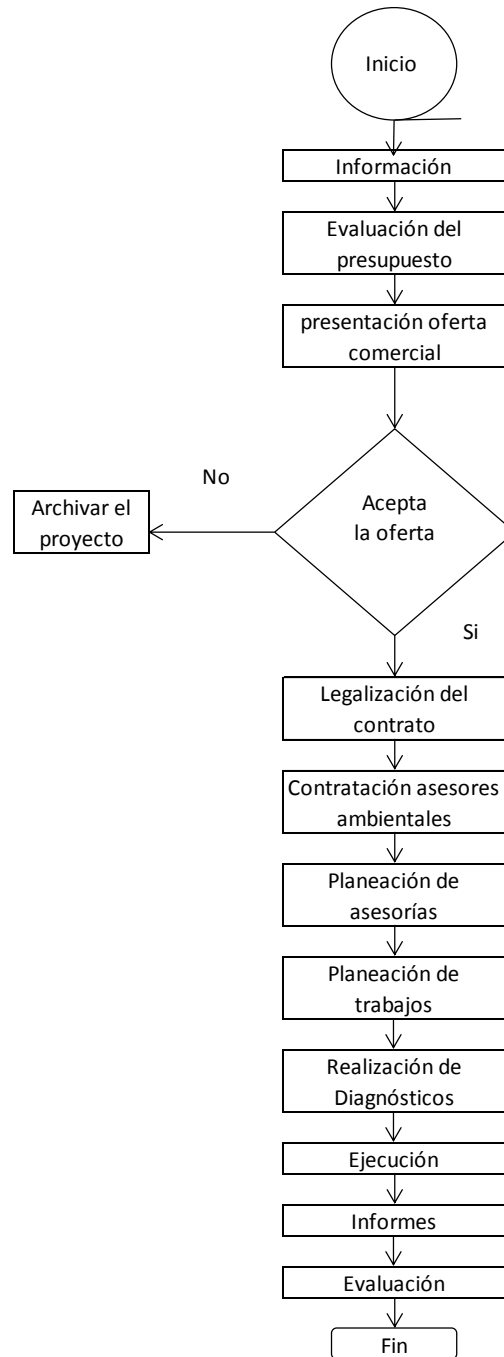 Inicio
Información
Evaluación del
presupuesto
presentación oferta
comercial
Acepta
la oferta
No
Archivar el
proyecto
Si
Legalización del
contrato
Contratación asesores
ambientales
Planeación de
asesorías
Planeación de
trabajos
Realización de
Diagnósticos
Ejecución
Informes
Evaluación
Fin